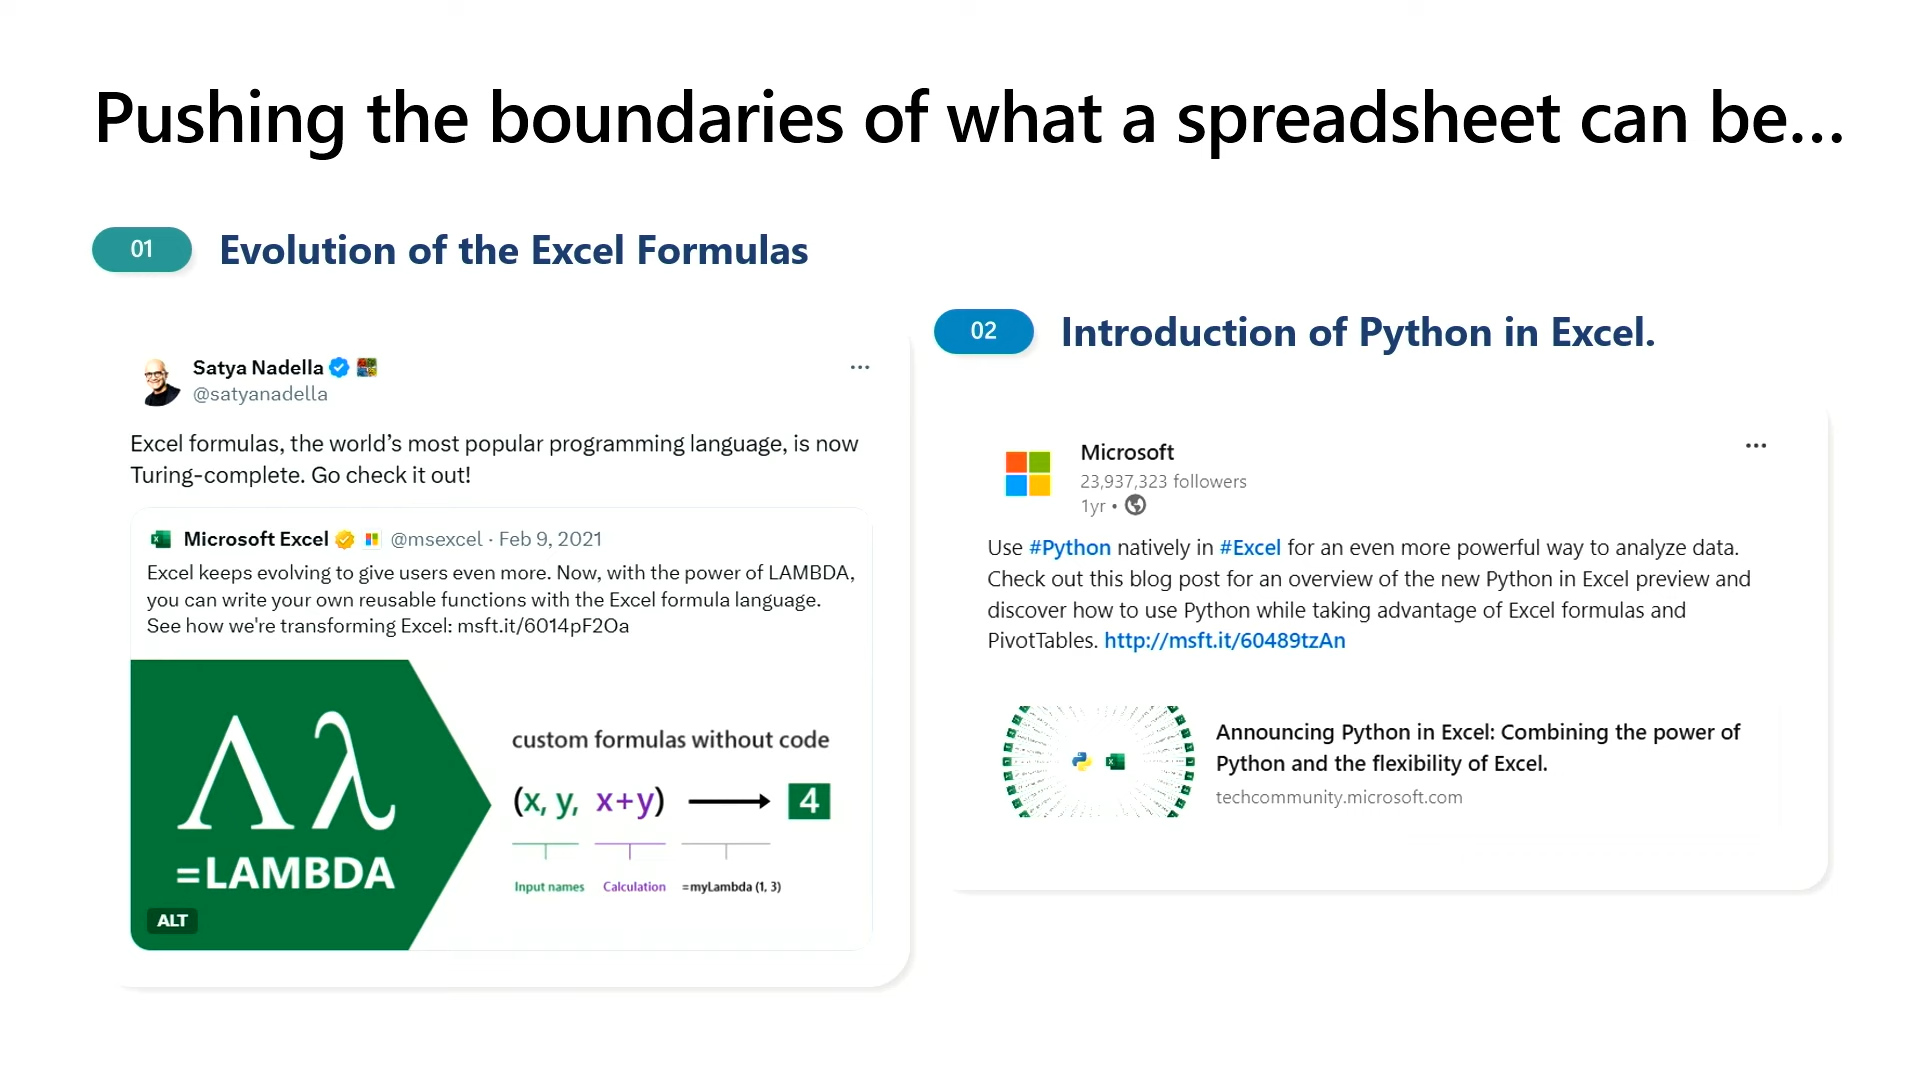 Pushing the boundaries of what a spreadsheet can be...
01
Evolution of the Excel Formulas
Satya Nadella
@satyanadella
Excel formulas, the world’s most popular programming language, is now
Turing-complete. Go check it out!
Microsoft Excel @msexcel · Feb 9, 2021
Excel keeps evolving to give users even more. Now, with the power of LAMBDA,
you can write your own reusable functions with the Excel formula language.
See how we're transforming Excel: msft.it/6014pF2Oa
Λλ
=LAMBDA
ALT
custom formulas without code
(x, y, x+y) → 4
Input names Calculation =myLambda (1, 3)
02
Introduction of Python in Excel.
Microsoft
23,937,323 followers
1yr •
Use #Python natively in #Excel for an even more powerful way to analyze data.
Check out this blog post for an overview of the new Python in Excel preview and
discover how to use Python while taking advantage of Excel formulas and
PivotTables. http://msft.it/60489tzAn
Announcing Python in Excel: Combining the power of
Python and the flexibility of Excel.
techcommunity.microsoft.com